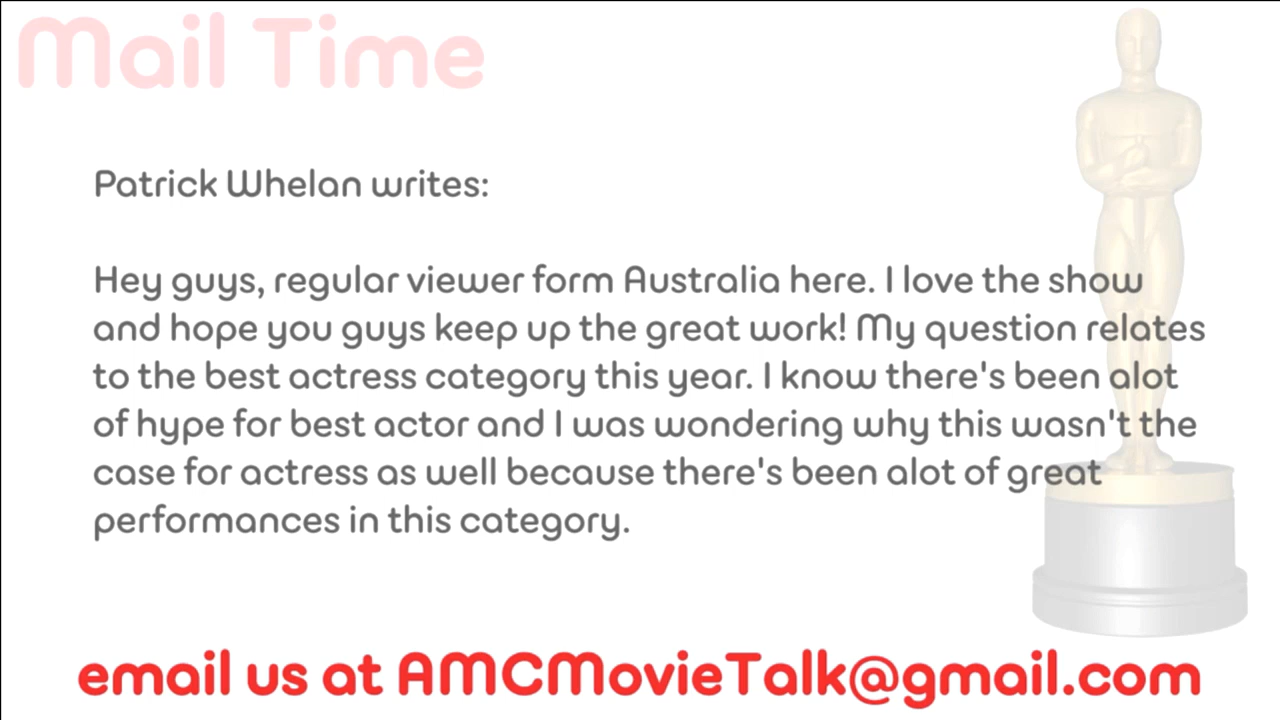 Mail Time
Patrick Whelan writes:
Hey guys, regular viewer form Australia here. I love the show
and hope you guys keep up the great work! My question relates
to the best actress category this year. I know there's been alot
of hype for best actor and I was wondering why this wasn't the
case for actress as well because there's been alot of great
performances in this category.
email us at AMCMovieTalk@gmail.com